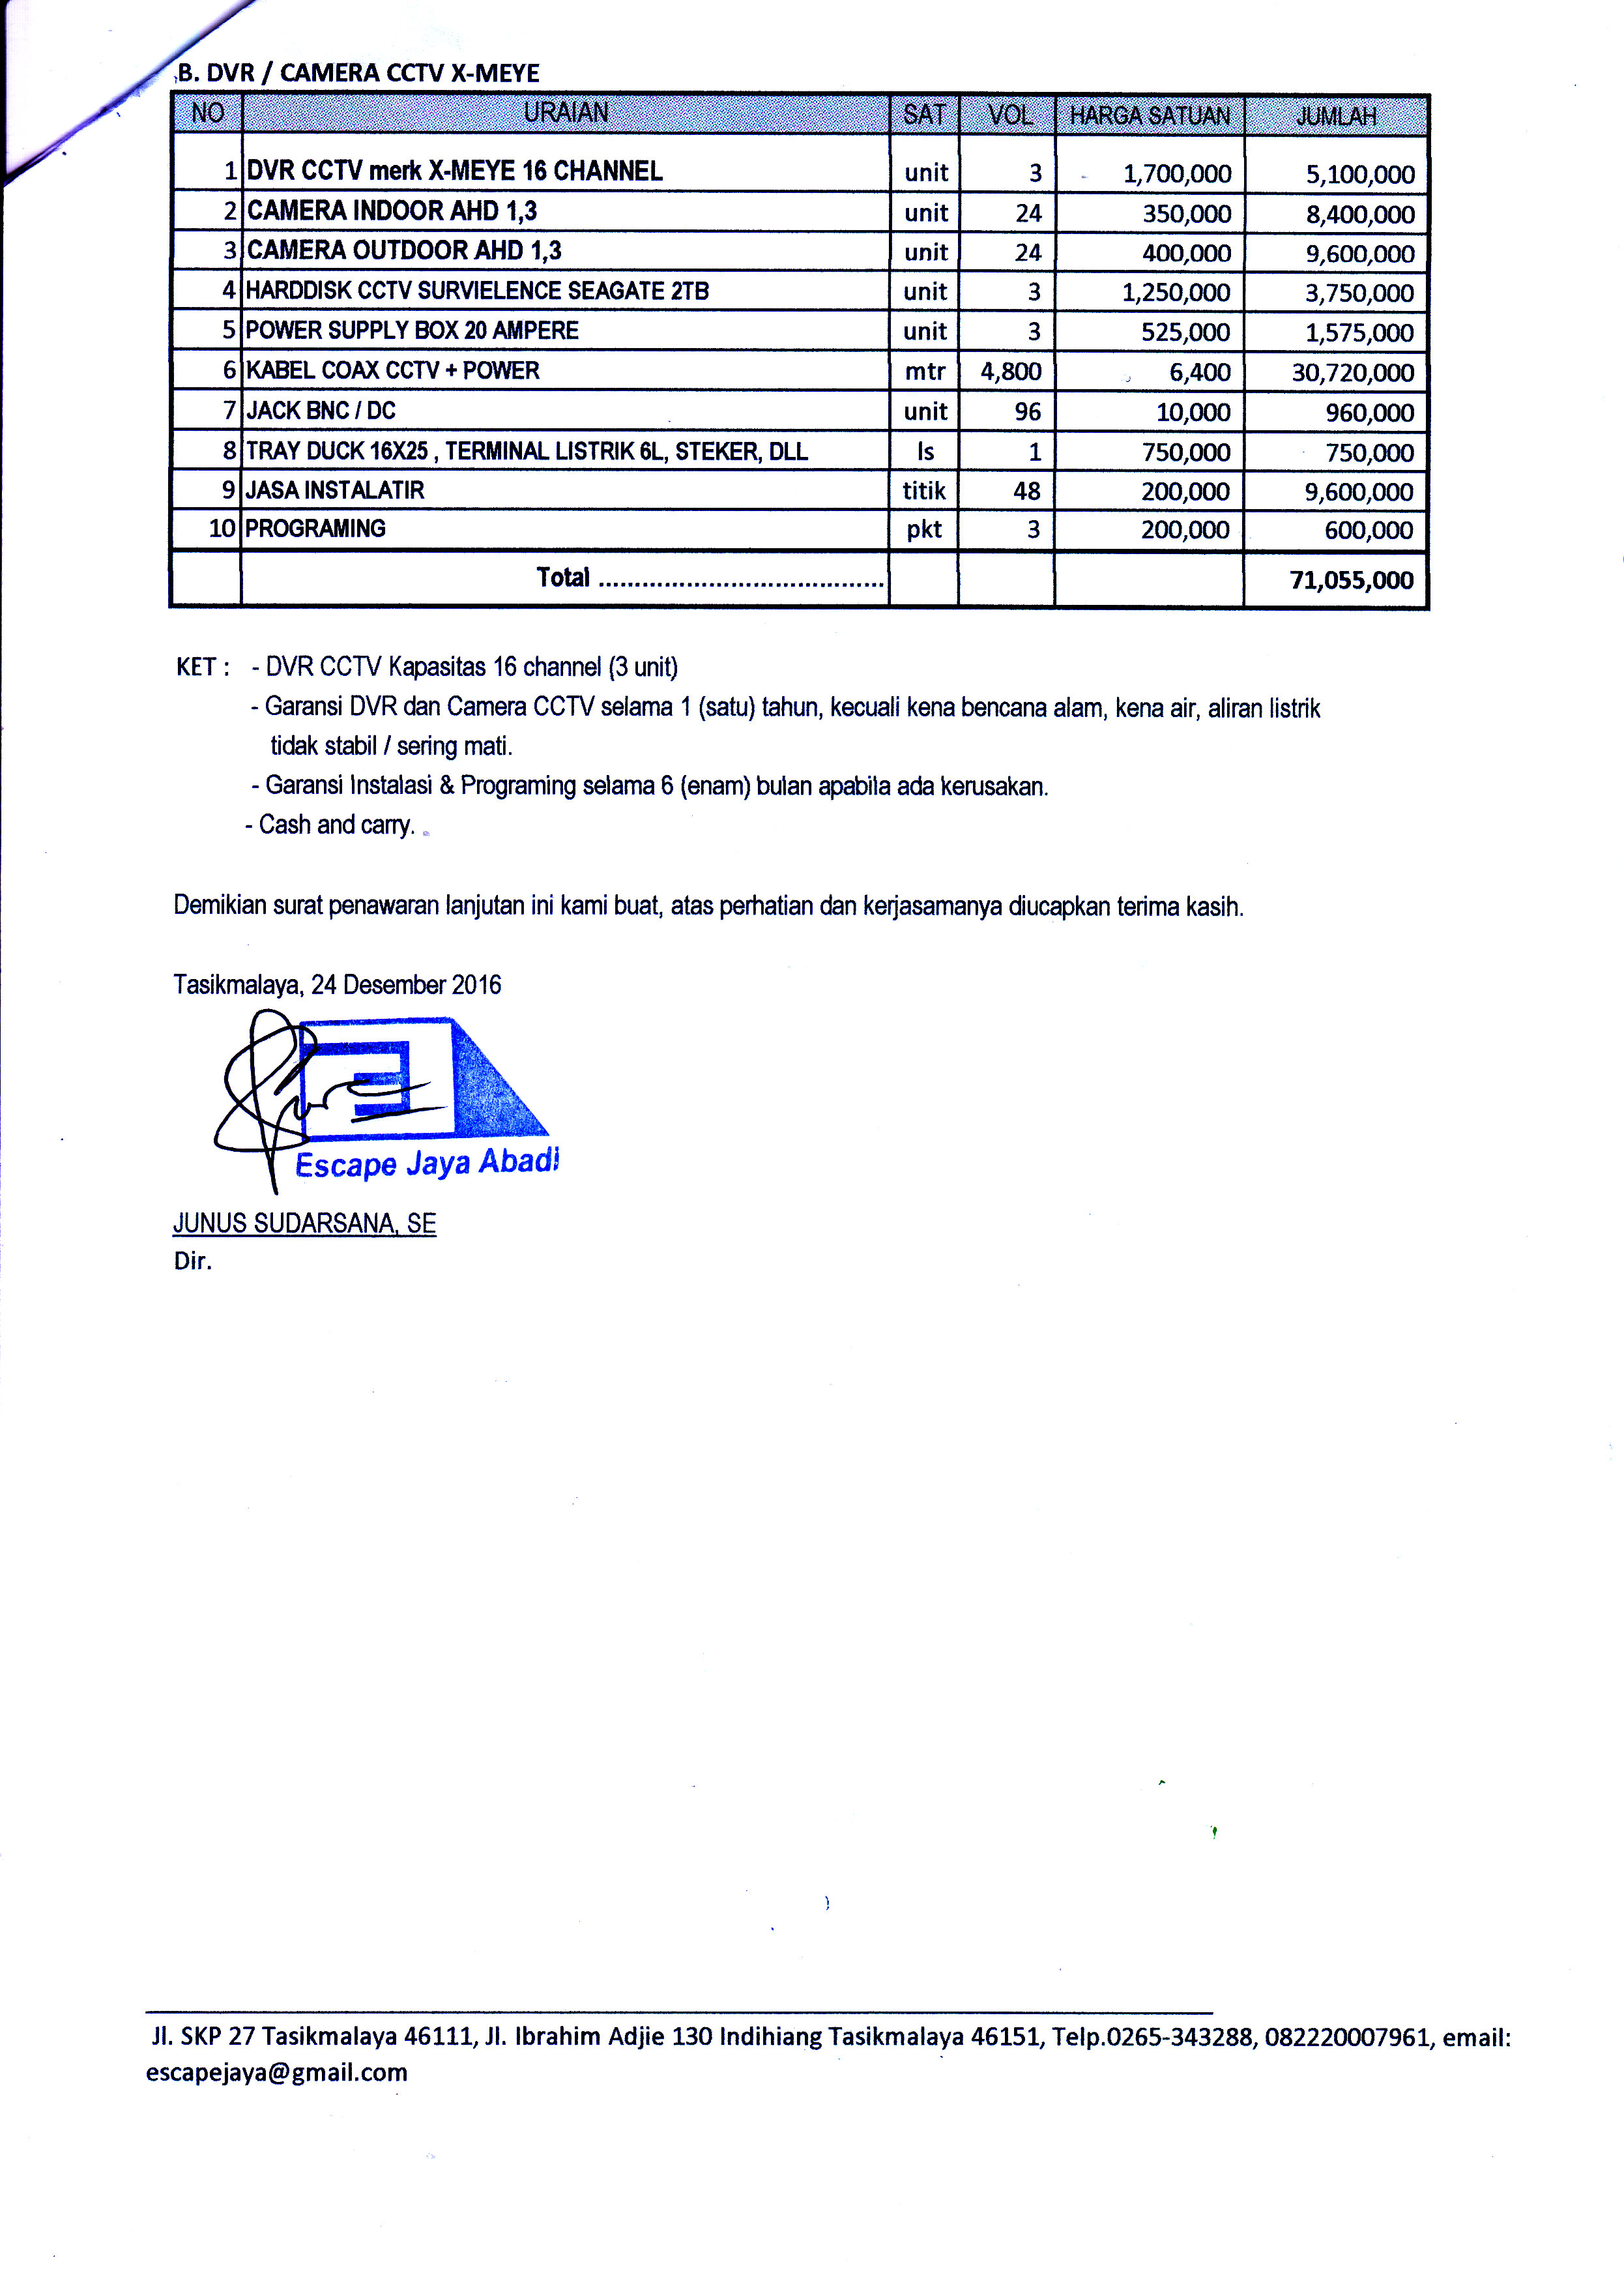 B. DVR / CAMERA CCTV X-MEYE
NO URAIAN SAT VOL HARGA SATUAN JUMLAH
1 DVR CCTV merk X-MEYE 16 CHANNEL unit 3 1,700,000 5,100,000
2 CAMERA INDOOR AHD 1,3 unit 24 350,000 8,400,000
3 CAMERA OUTDOOR AHD 1,3 unit 24 400,000 9,600,000
4 HARDDISK CCTV SURVIELENCE SEAGATE 2TB unit 3 1,250,000 3,750,000
5 POWER SUPPLY BOX 20 AMPERE unit 3 525,000 1,575,000
6 KABEL COAX CCTV + POWER mtr 4,800 6,400 30,720,000
7 JACK BNC / DC unit 96 10,000 960,000
8 TRAY DUCK 16X25 , TERMINAL LISTRIK 6L, STEKER, DLL ls 1 750,000 750,000
9 JASA INSTALATIR titik 48 200,000 9,600,000
10 PROGRAMING pkt 3 200,000 600,000
Total ....................................... 71,055,000
KET : - DVR CCTV Kapasitas 16 channel (3 unit)
- Garansi DVR dan Camera CCTV selama 1 (satu) tahun, kecuali kena bencana alam, kena air, aliran listrik
tidak stabil / sering mati.
- Garansi Instalasi & Programing selama 6 (enam) bulan apabila ada kerusakan.
- Cash and carry.
Demikian surat penawaran lanjutan ini kami buat, atas perhatian dan kerjasamanya diucapkan terima kasih.
Tasikmalaya, 24 Desember 2016
Escape Jaya Abadi
JUNUS SUDARSANA, SE
Dir.
Jl. SKP 27 Tasikmalaya 46111, Jl. Ibrahim Adjie 130 Indihiang Tasikmalaya 46151, Telp.0265-343288, 082220007961, email:
escapejaya@gmail.com